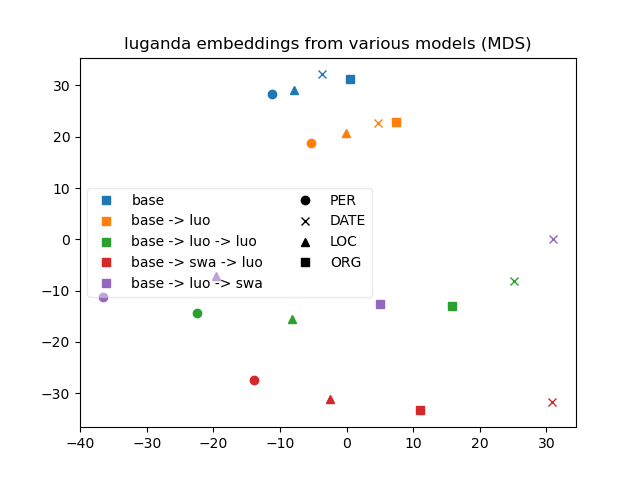 luganda embeddings from various models (MDS)
30
20
10
0
−10
−20
−30
base
base -> luo
base -> luo -> luo
base -> swa -> luo
base -> luo -> swa
PER
DATE
LOC
ORG
−40 −30 −20 −10 0 10 20 30